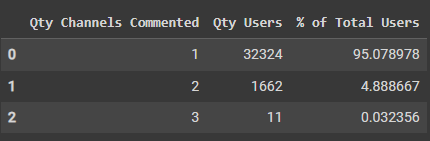 Qty Channels Commented Qty Users % of Total Users
0 1 32324 95.078978
1 2 1662 4.888667
2 3 11 0.032356